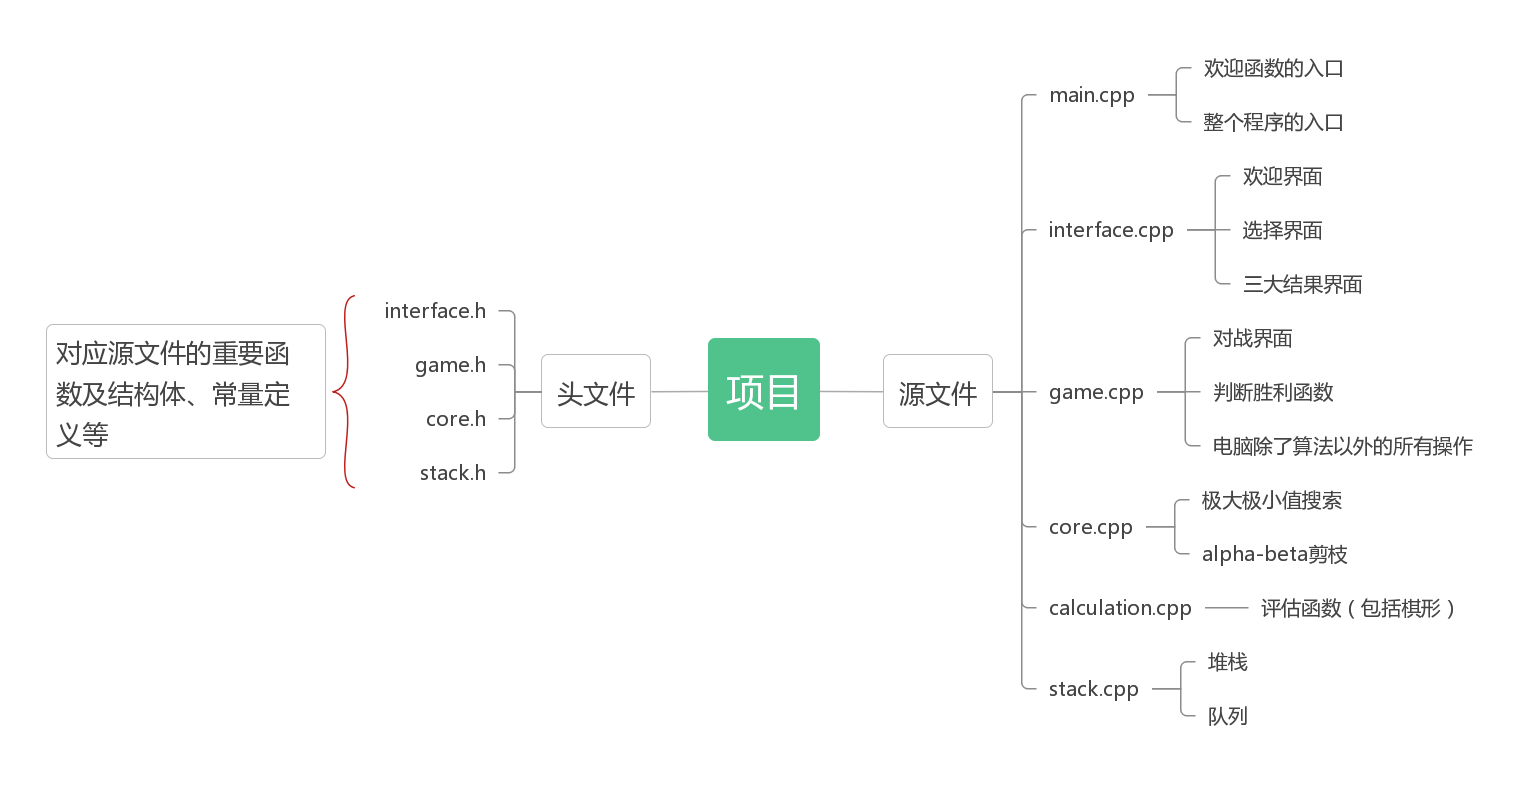 对应源文件的重要函
数及结构体、常量定
义等
interface.h
game.h
core.h
stack.h
头文件
项目
源文件
main.cpp
欢迎函数的入口
整个程序的入口
interface.cpp
欢迎界面
选择界面
三大结果界面
game.cpp
对战界面
判断胜利函数
电脑除了算法以外的所有操作
core.cpp
极大极小值搜索
alpha-beta剪枝
calculation.cpp
评估函数（包括棋形）
stack.cpp
堆栈
队列